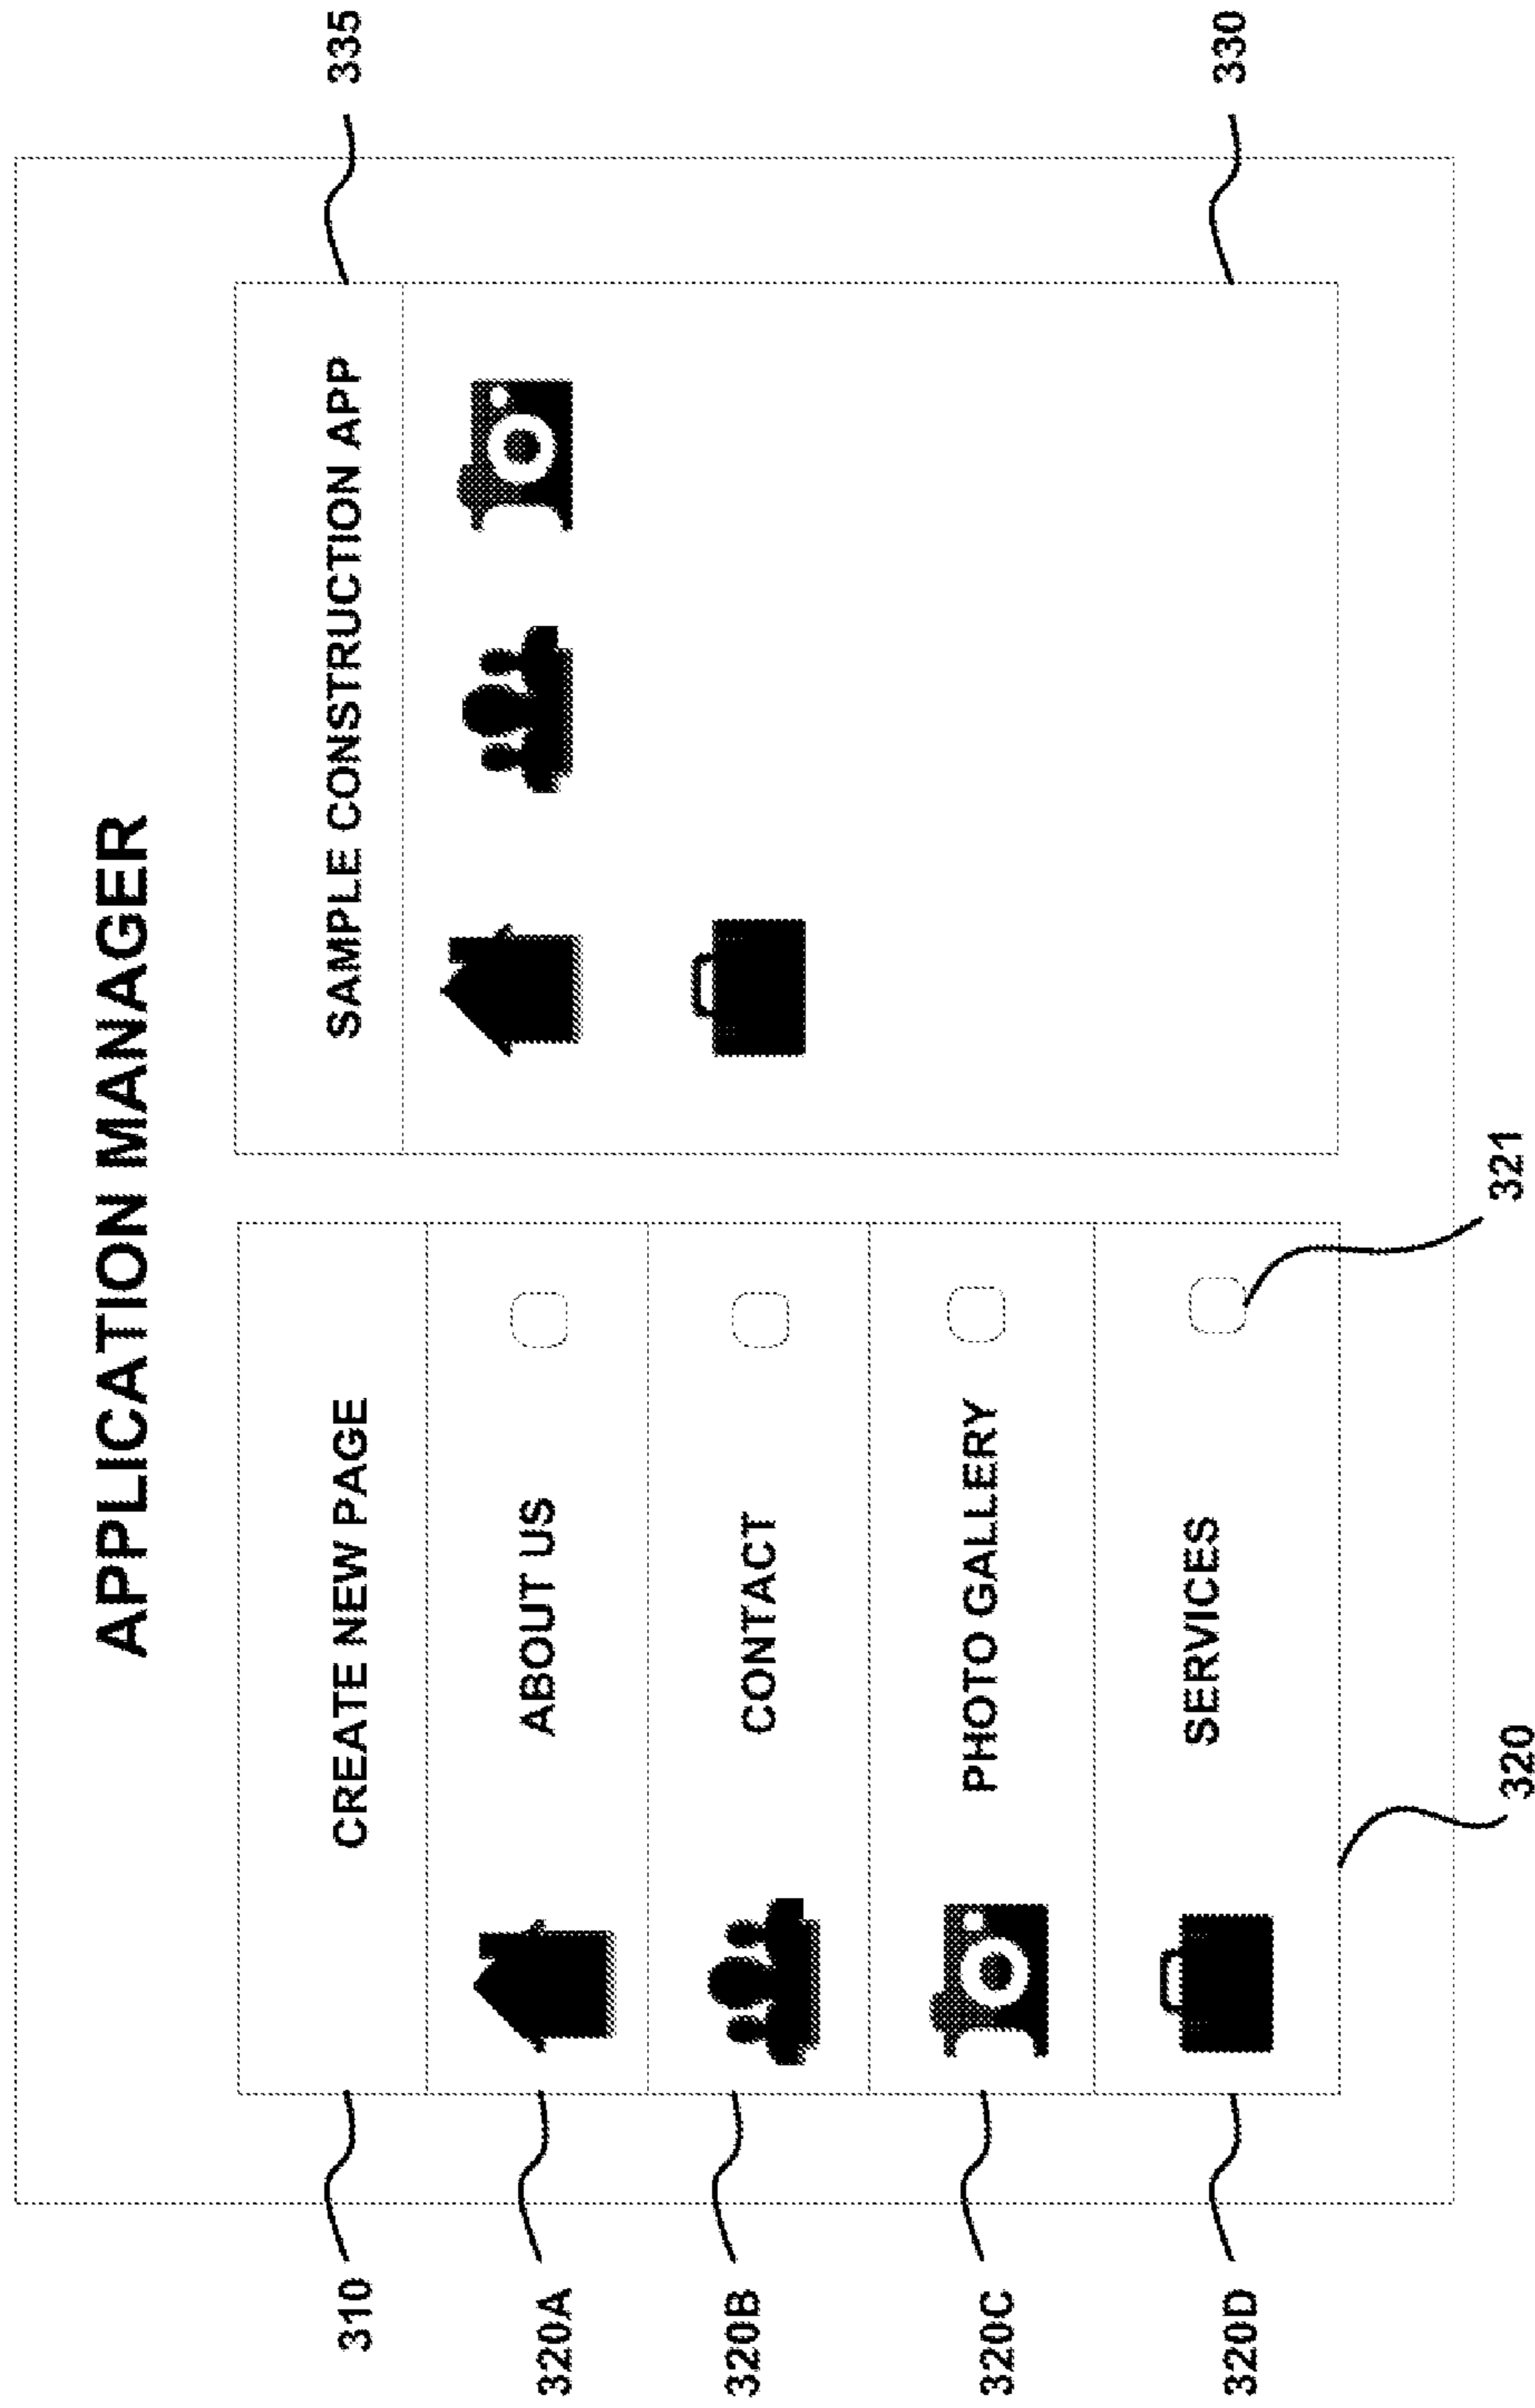 APPLICATION MANAGER
310
CREATE NEW PAGE
320A
ABOUT US
320B
CONTACT
320C
PHOTO GALLERY
320D
SERVICES
320
321
SAMPLE CONSTRUCTION APP
335
330